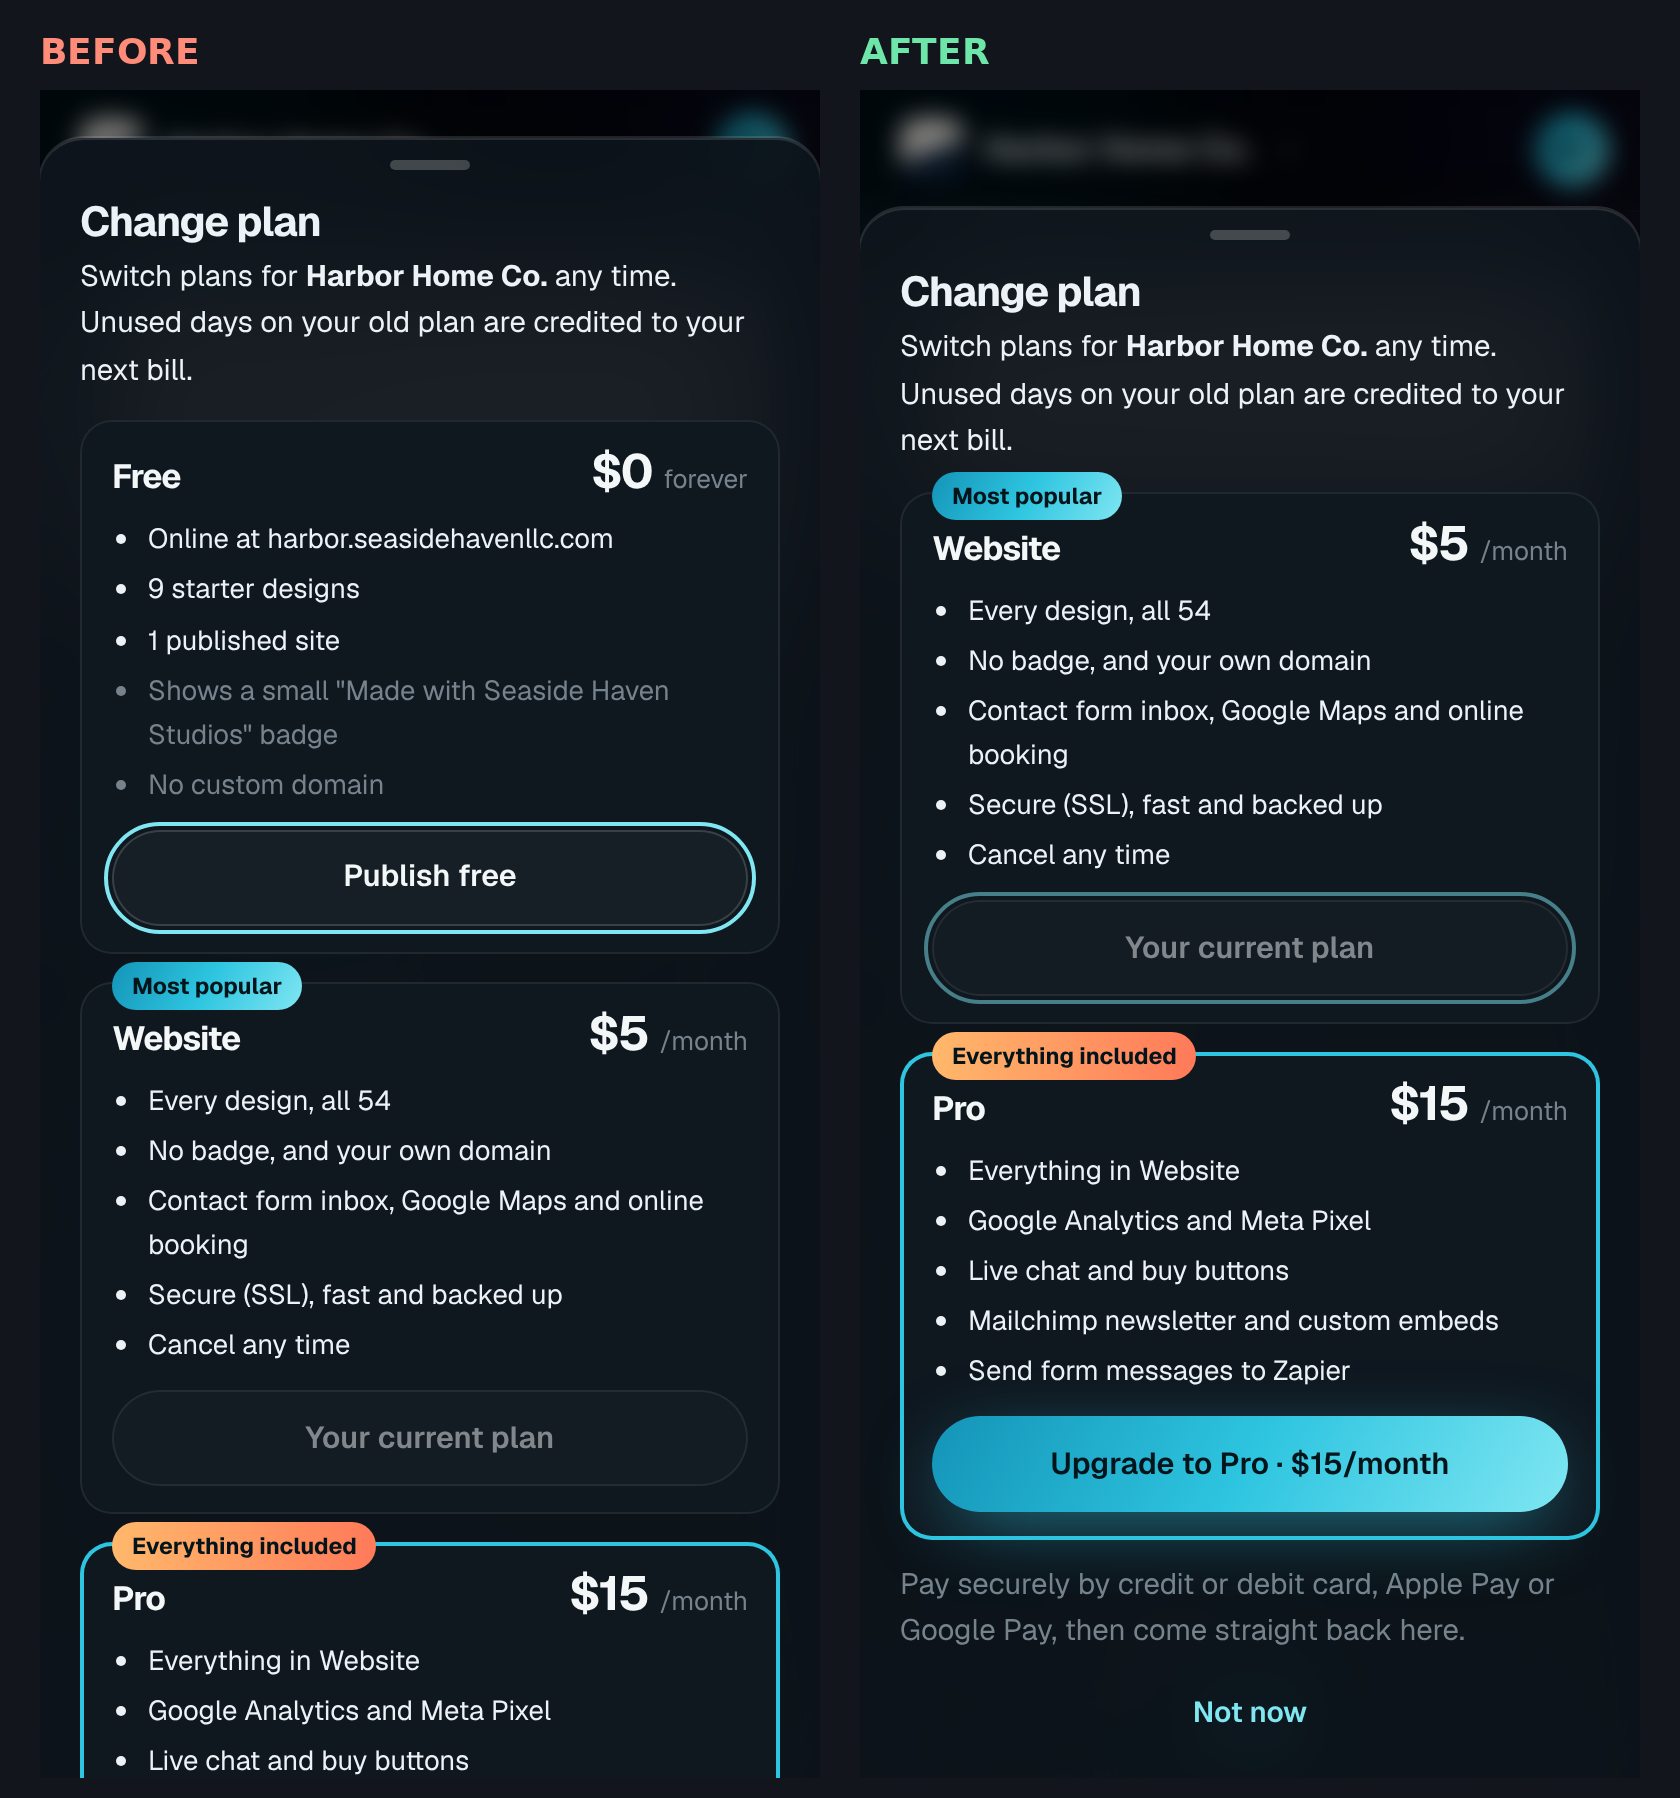 BEFORE
Change plan
Switch plans for Harbor Home Co. any time.
Unused days on your old plan are credited to your
next bill.
Free
$0 forever
Online at harbor.seasidehavenllc.com
9 starter designs
1 published site
Shows a small "Made with Seaside Haven
Studios" badge
No custom domain
Publish free
Most popular
Website
$5 /month
Every design, all 54
No badge, and your own domain
Contact form inbox, Google Maps and online
booking
Secure (SSL), fast and backed up
Cancel any time
Your current plan
Everything included
Pro
$15 /month
Everything in Website
Google Analytics and Meta Pixel
Live chat and buy buttons
AFTER
Harbor Home Co.
Change plan
Switch plans for Harbor Home Co. any time.
Unused days on your old plan are credited to your
next bill.
Most popular
Website
$5 /month
Every design, all 54
No badge, and your own domain
Contact form inbox, Google Maps and online
booking
Secure (SSL), fast and backed up
Cancel any time
Your current plan
Everything included
Pro
$15 /month
Everything in Website
Google Analytics and Meta Pixel
Live chat and buy buttons
Mailchimp newsletter and custom embeds
Send form messages to Zapier
Upgrade to Pro · $15/month
Pay securely by credit or debit card, Apple Pay or
Google Pay, then come straight back here.
Not now